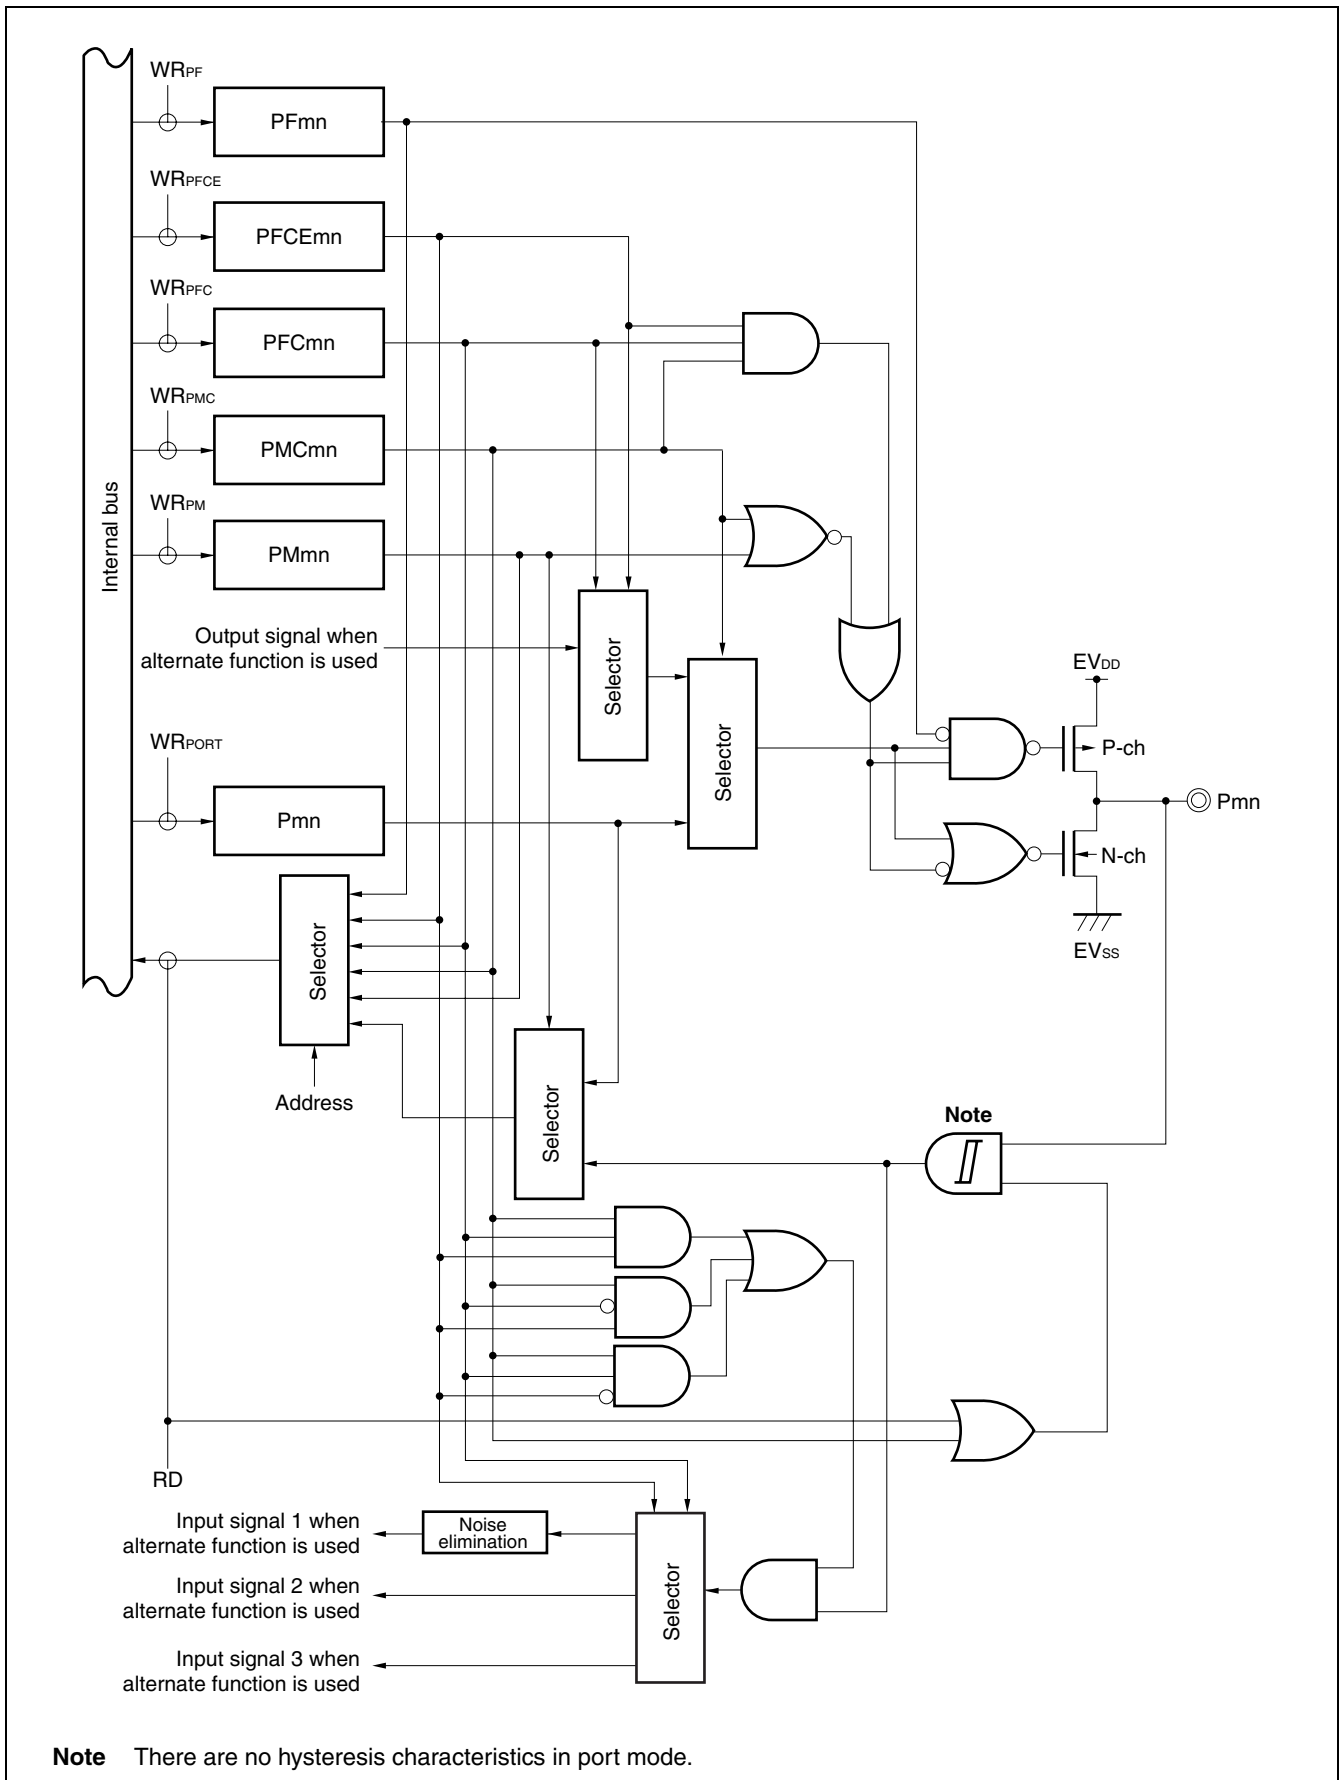 WRPF
PFmn
WRPFCE
PFCEmn
WRPFC
PFCmn
WRPMC
PMCmn
Internal bus
WRPM
PMmn
Output signal when
alternate function is used
Selector
Selector
EVDD
P-ch
WRPORT
Pmn
Pmn
N-ch
EVSS
Selector
Address
Selector
Note
RD
Input signal 1 when
alternate function is used
Noise
elimination
Input signal 2 when
alternate function is used
Selector
Input signal 3 when
alternate function is used
Note There are no hysteresis characteristics in port mode.